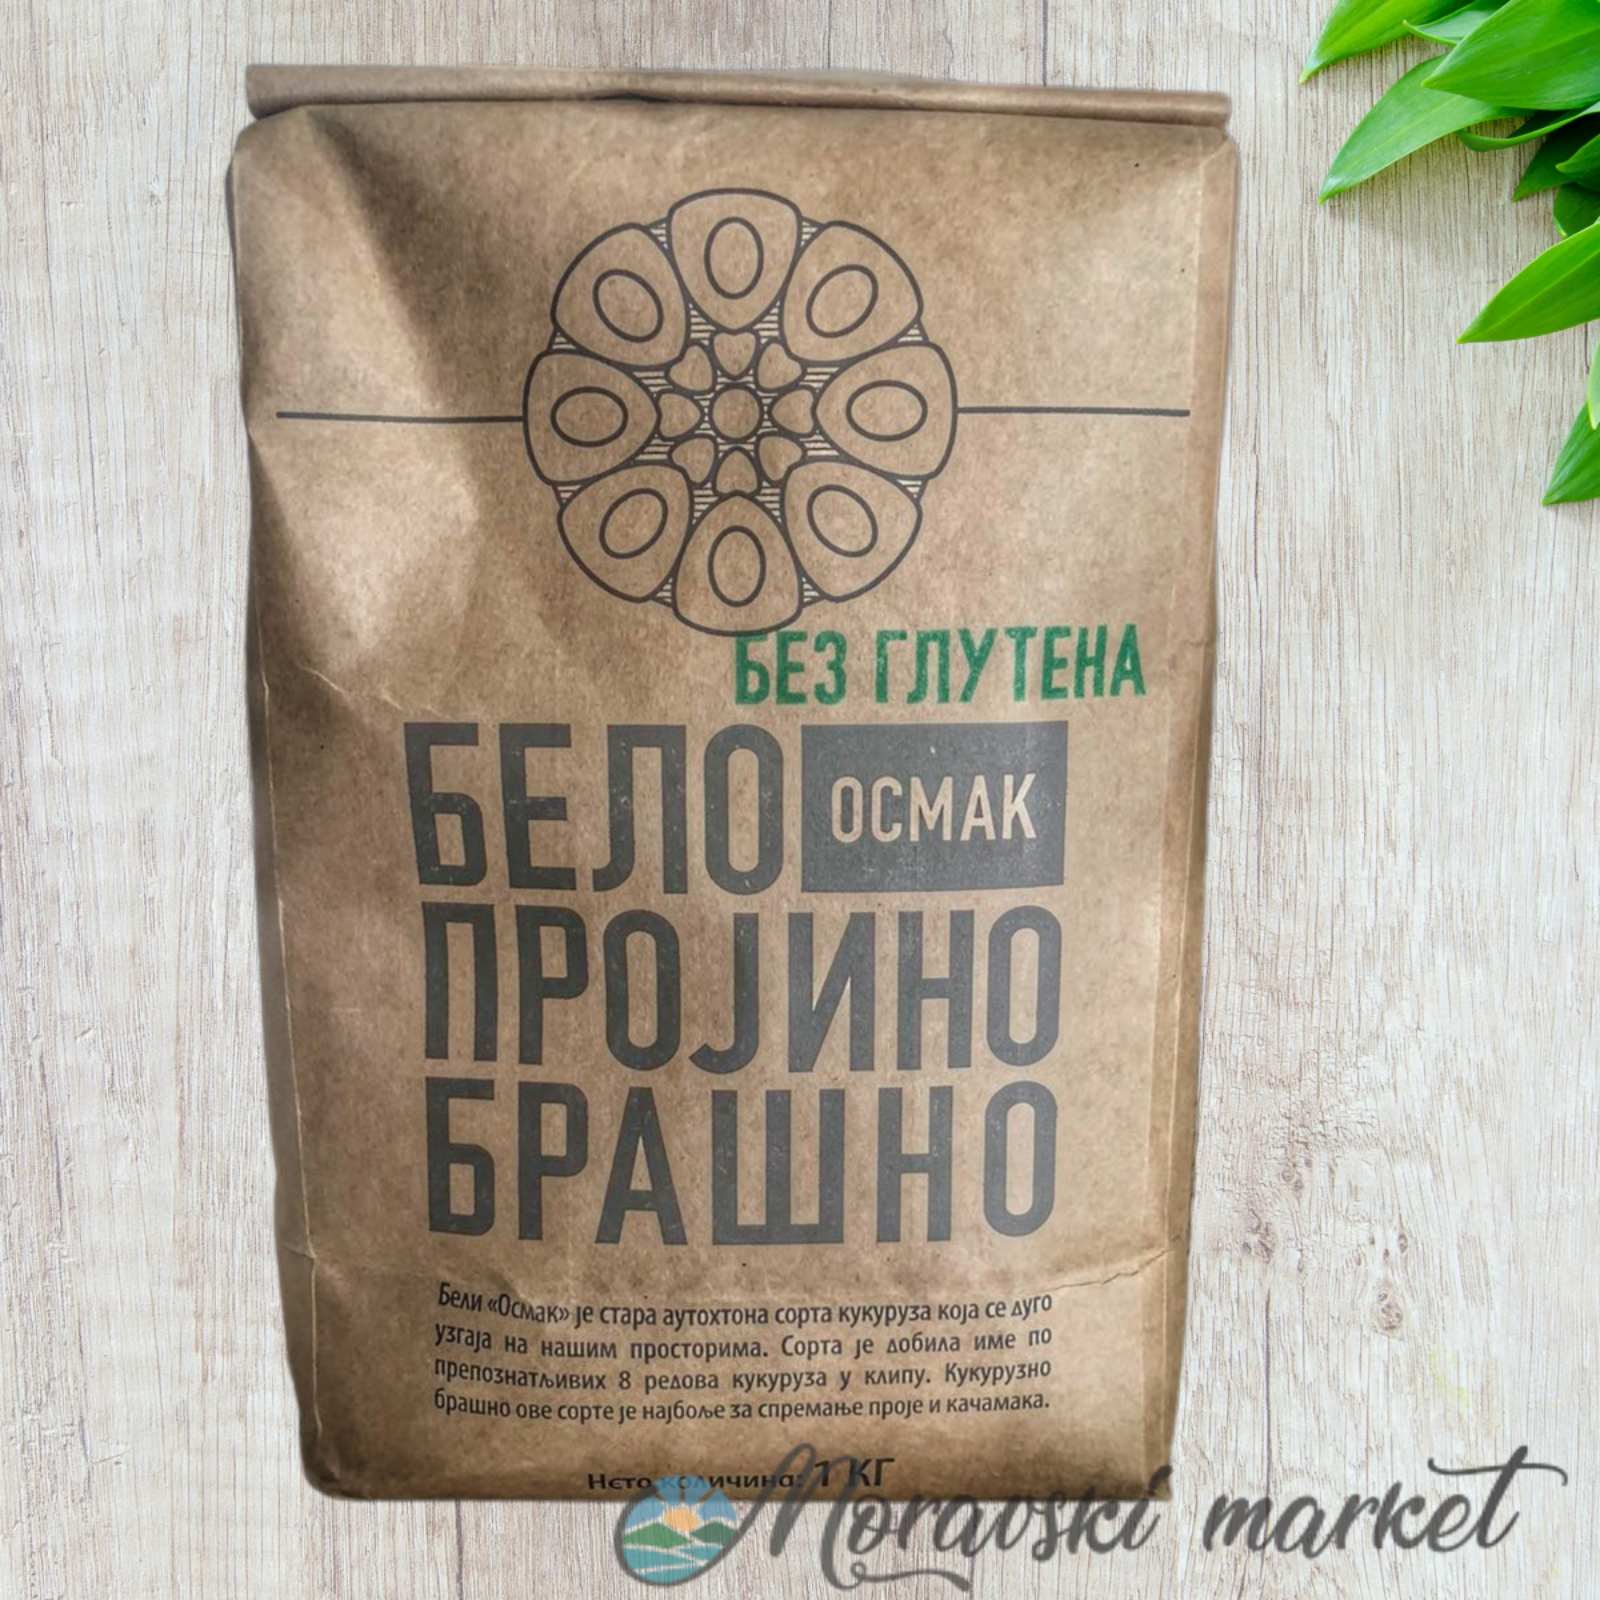 БЕЗ ГЛУТЕНА
БЕЛО ОСМАК
ПРОЈИНО
БРАШНО
Бели «Осмак» је стара аутохтона сорта кукуруза која се дуго
узгаја на нашим просторима. Сорта је добила име по
препознатљивих 8 редова кукуруза у клипу. Кукурузно
брашно ове сорте је најбоље за спремање проје и качамака.
Нето количина: 1 КГ
Moravski market